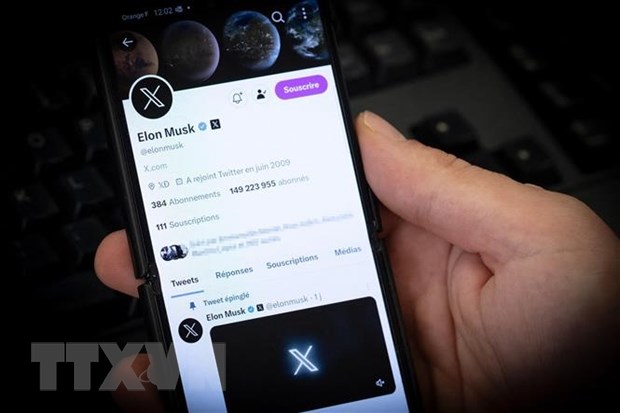 Orange F 12:02
Souscrire
Elon Musk
@elonmusk
X.com
A rejoint Twitter en juin 2009
384 Abonnements 149 223 955 abonnés
111 Souscriptions
Tweets Réponses Souscriptions Médias
Tweet épinglé
Elon Musk @elonmusk · 1 j
TTXVN